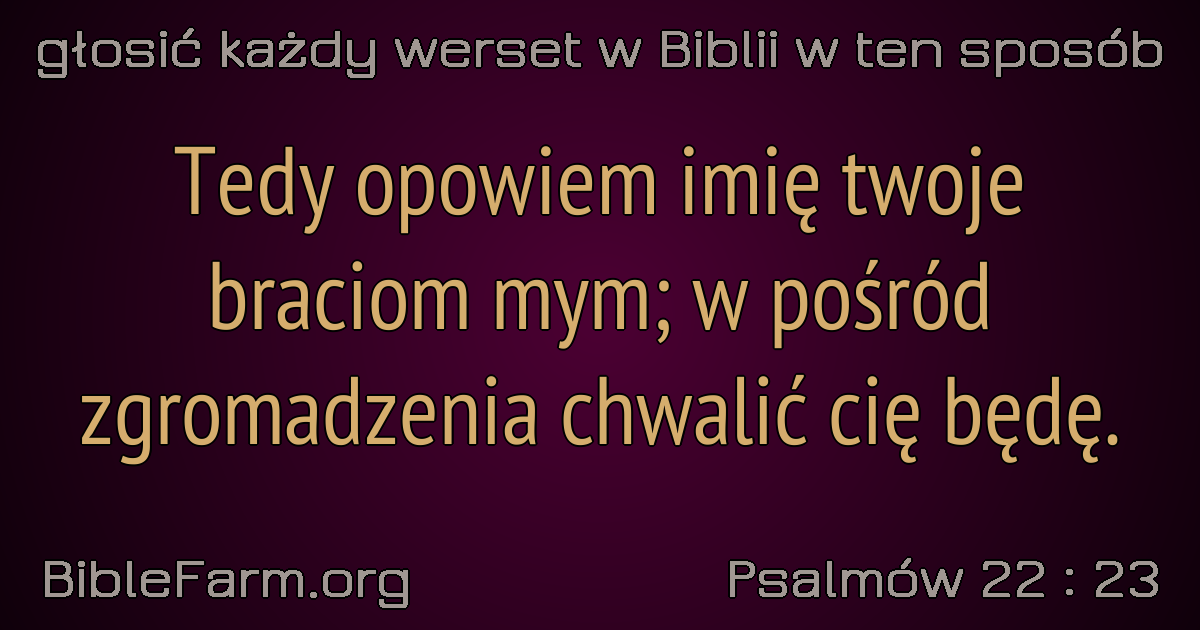 głosić każdy werset w Biblii w ten sposób
Tedy opowiem imię twoje
braciom mym; w pośród
zgromadzenia chwalić cię będę.
BibleFarm.org
Psalmów 22 : 23